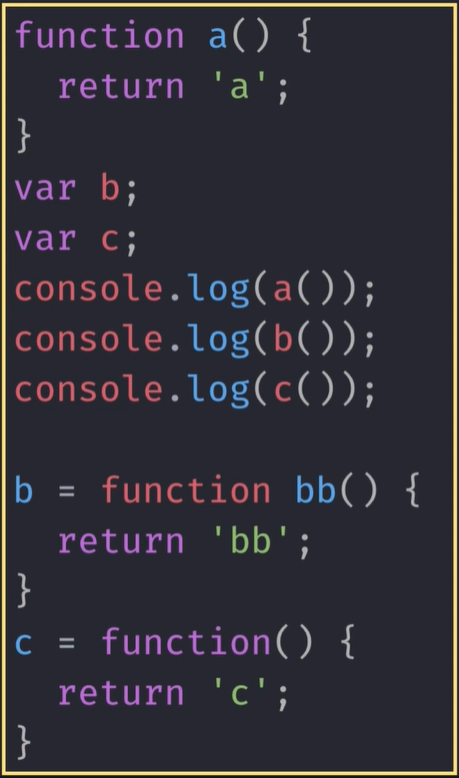 function a() {
  return 'a';
}
var b;
var c;
console.log(a());
console.log(b());
console.log(c());

b = function bb() {
  return 'bb';
}
c = function() {
  return 'c';
}